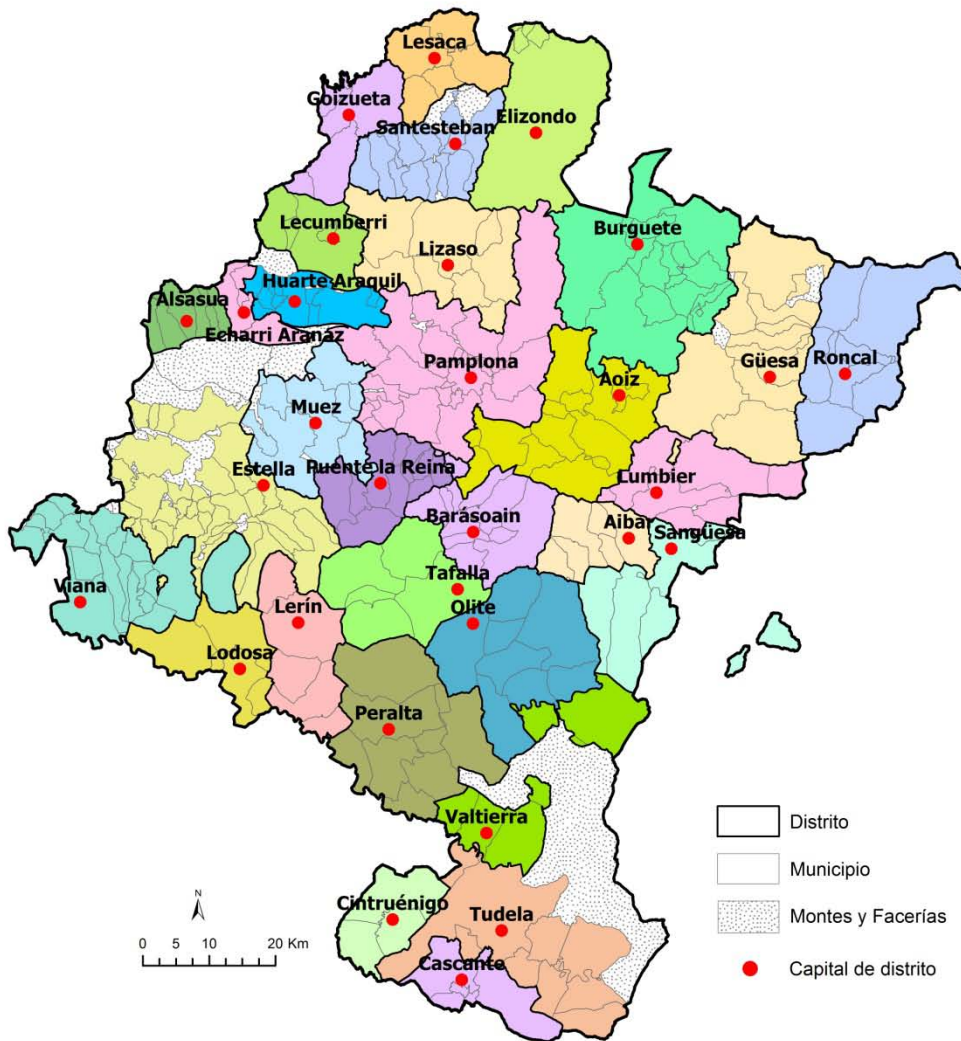 Lesaca
Goizueta
Santesteban
Elizondo
Lecumberri
Lizaso
Burguete
Huarte-Araquil
Alsasua
Echarri Aranaz
Pamplona
Aoiz
Güesa
Roncal
Muez
Estella
Puente la Reina
Lumbier
Barásoain
Aibar
Sangüesa
Viana
Tafalla
Lerín
Olite
Lodosa
Peralta
Valtierra
Cintruénigo
Tudela
Cascante
N
0 5 10 20 Km
Distrito
Municipio
Montes y Facerías
Capital de distrito